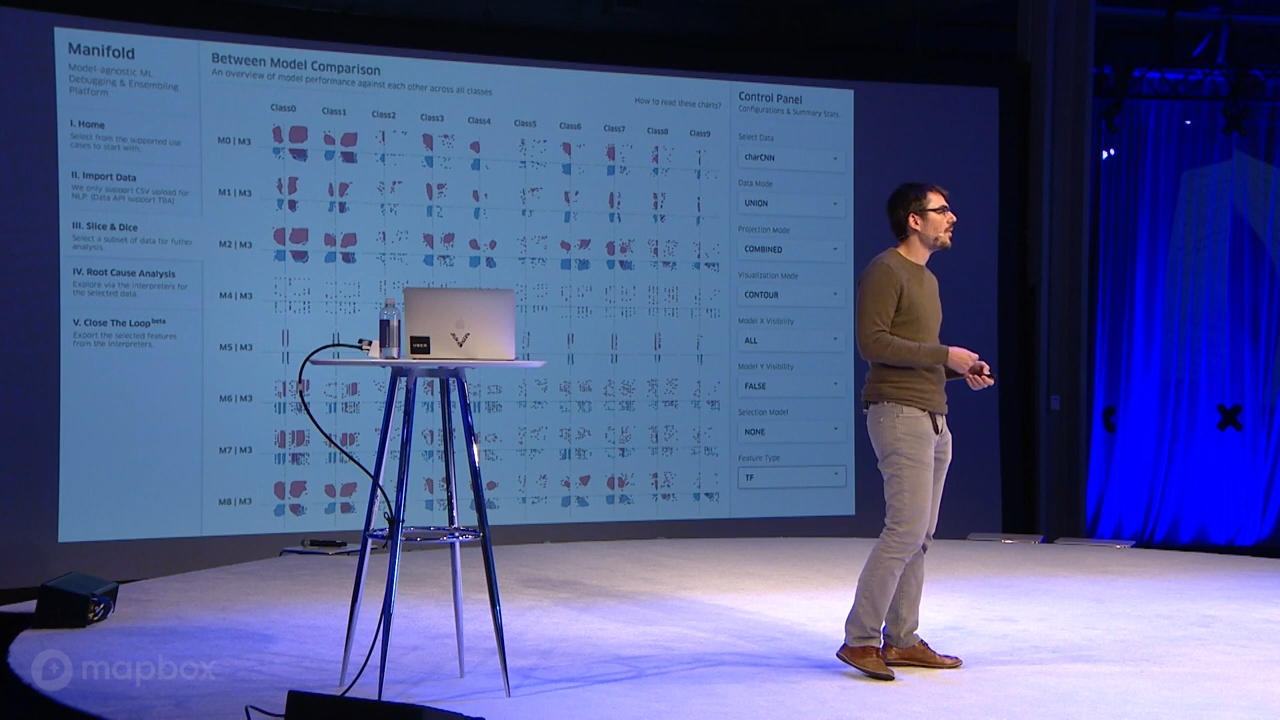 Manifold
Model-agnostic ML
Debugging & Ensembling
Platform
I. Home
Select from the supported use
cases to start with.
II. Import Data
We only support CSV upload for
NLP. (Data API support TBA)
III. Slice & Dice
Select a subset of data for futher
analysis.
IV. Root Cause Analysis
Explore via the interpreters for
the selected data.
V. Close The Loop beta
Export the selected features
from the interpreters.
Between Model Comparison
An overview of model performance against each other across all classes
How to read these charts?
Class0 Class1 Class2 Class3 Class4 Class5 Class6 Class7 Class8 Class9
M0 | M3
M1 | M3
M2 | M3
M4 | M3
M5 | M3
M6 | M3
M7 | M3
M8 | M3
Control Panel
Configurations & Summary Stats.
Select Data
charCNN
Data Mode
UNION
Projection Mode
COMBINED
Visualization Mode
CONTOUR
Model X Visibility
ALL
Model Y Visibility
FALSE
Selection Model
NONE
Feature Type
TF
UBER
mapbox